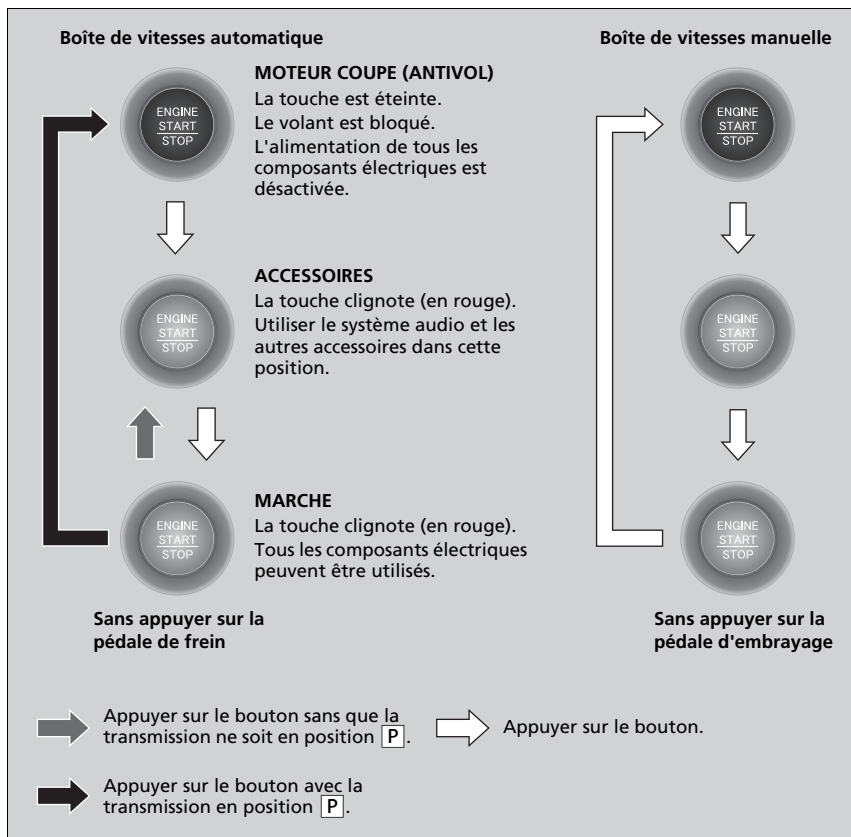 Boîte de vitesses automatique
Boîte de vitesses manuelle
ENGINE
START
STOP
MOTEUR COUPE (ANTIVOL)
La touche est éteinte.
Le volant est bloqué.
L'alimentation de tous les
composants électriques est
désactivée.
ENGINE
START
STOP
ENGINE
START
STOP
ACCESSOIRES
La touche clignote (en rouge).
Utiliser le système audio et les
autres accessoires dans cette
position.
ENGINE
START
STOP
ENGINE
START
STOP
MARCHE
La touche clignote (en rouge).
Tous les composants électriques
peuvent être utilisés.
ENGINE
START
STOP
Sans appuyer sur la
pédale de frein
Sans appuyer sur la
pédale d'embrayage
Appuyer sur le bouton sans que la
transmission ne soit en position P.
Appuyer sur le bouton.
Appuyer sur le bouton avec la
transmission en position P.